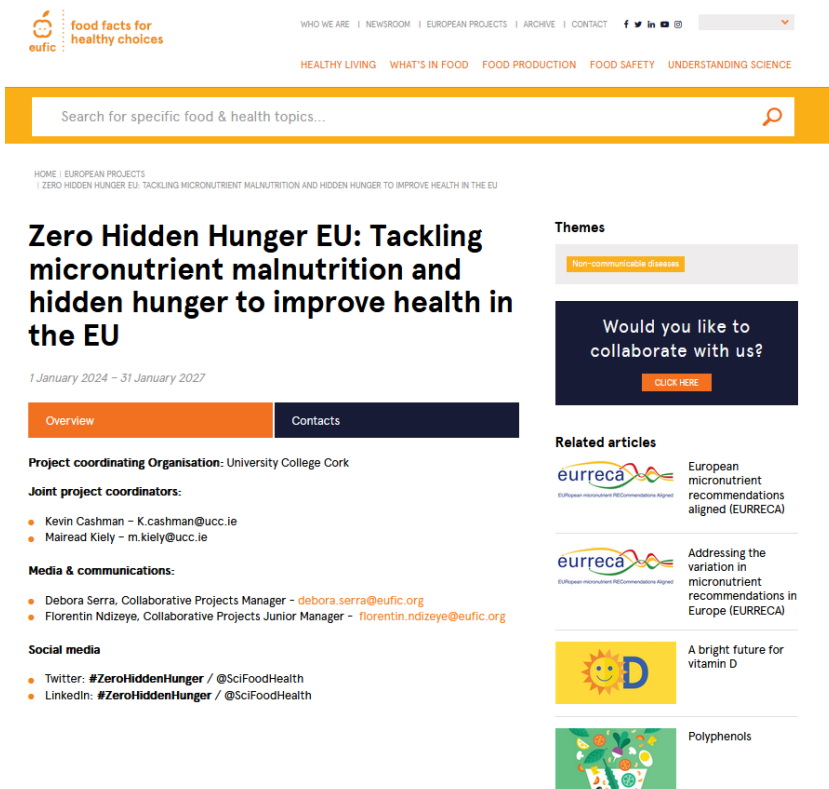 eufic
food facts for
healthy choices
WHO WE ARE | NEWSROOM | EUROPEAN PROJECTS | ARCHIVE | CONTACT
HEALTHY LIVING WHAT'S IN FOOD FOOD PRODUCTION FOOD SAFETY UNDERSTANDING SCIENCE
Search for specific food & health topics...
HOME | EUROPEAN PROJECTS
| ZERO HIDDEN HUNGER EU: TACKLING MICRONUTRIENT MALNUTRITION AND HIDDEN HUNGER TO IMPROVE HEALTH IN THE EU
Zero Hidden Hunger EU: Tackling
micronutrient malnutrition and
hidden hunger to improve health in
the EU
1 January 2024 – 31 January 2027
Overview
Contacts
Project coordinating Organisation: University College Cork
Joint project coordinators:
Kevin Cashman – K.cashman@ucc.ie
Mairead Kiely – m.kiely@ucc.ie
Media & communications:
Debora Serra, Collaborative Projects Manager - debora.serra@eufic.org
Florentin Ndizeye, Collaborative Projects Junior Manager - florentin.ndizeye@eufic.org
Social media
Twitter: #ZeroHiddenHunger / @SciFoodHealth
LinkedIn: #ZeroHiddenHunger / @SciFoodHealth
Themes
Non-communicable diseases
Would you like to
collaborate with us?
CLICK HERE
Related articles
eurreca
EURopean micronutrient RECommendations Aligned
European
micronutrient
recommendations
aligned (EURRECA)
eurreca
EURopean micronutrient RECommendations Aligned
Addressing the
variation in
micronutrient
recommendations in
Europe (EURRECA)
D
A bright future for
vitamin D
Polyphenols